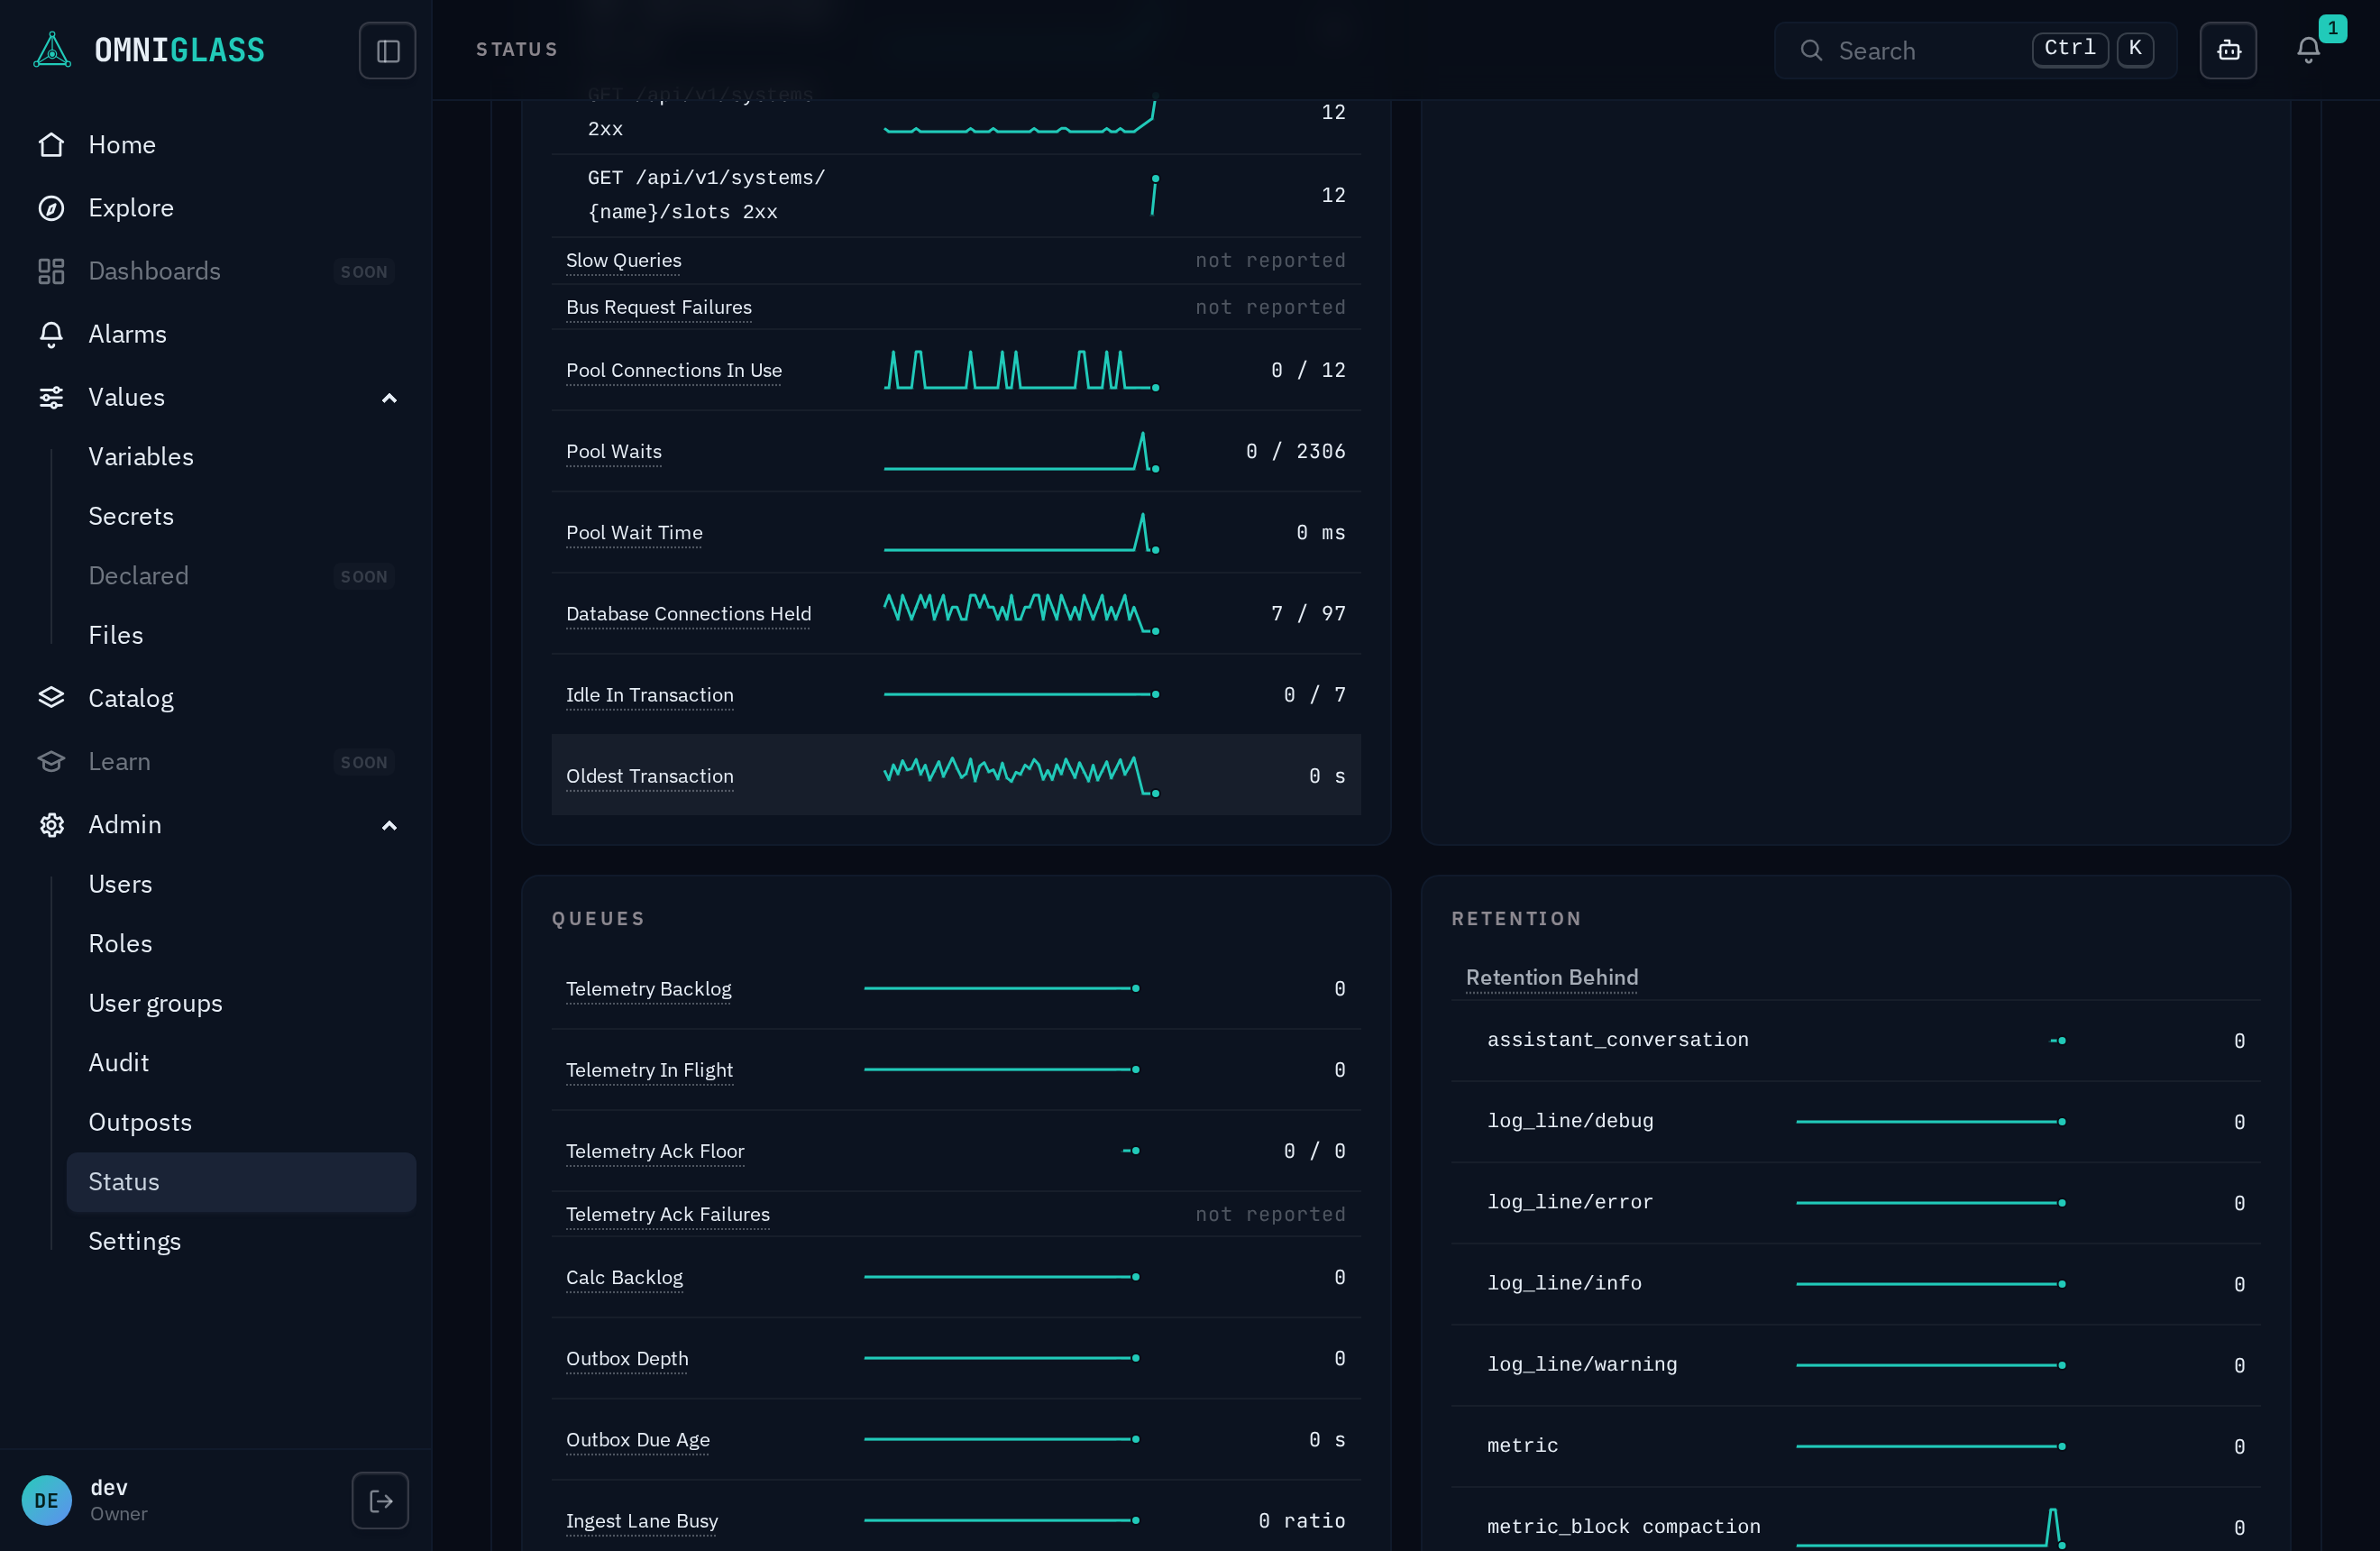 OMNIGLASS
STATUS
Search
Ctrl
K
1
Home
Explore
Dashboards
SOON
Alarms
Values
Variables
Secrets
Declared
SOON
Files
Catalog
Learn
SOON
Admin
Users
Roles
User groups
Audit
Outposts
Status
Settings
DE
dev
Owner
GET /api/v1/systems
2xx
12
GET /api/v1/systems/
{name}/slots 2xx
12
Slow Queries
not reported
Bus Request Failures
not reported
Pool Connections In Use
0 / 12
Pool Waits
0 / 2306
Pool Wait Time
0 ms
Database Connections Held
7 / 97
Idle In Transaction
0 / 7
Oldest Transaction
0 s
QUEUES
Telemetry Backlog
0
Telemetry In Flight
0
Telemetry Ack Floor
0 / 0
Telemetry Ack Failures
not reported
Calc Backlog
0
Outbox Depth
0
Outbox Due Age
0 s
Ingest Lane Busy
0 ratio
RETENTION
Retention Behind
assistant_conversation
0
log_line/debug
0
log_line/error
0
log_line/info
0
log_line/warning
0
metric
0
metric_block compaction
0